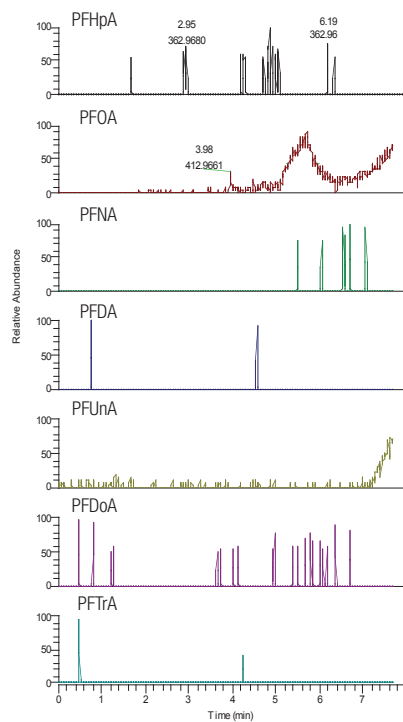 PFHpA
2.95
362.9680
6.19
362.96
100
50
0
PFOA
3.98
412.9661
100
50
0
PFNA
100
50
0
PFDA
100
50
0
PFUnA
100
50
0
PFDoA
100
50
0
PFTrA
100
50
0
Relative Abundance
0 1 2 3 4 5 6 7
Time (min)